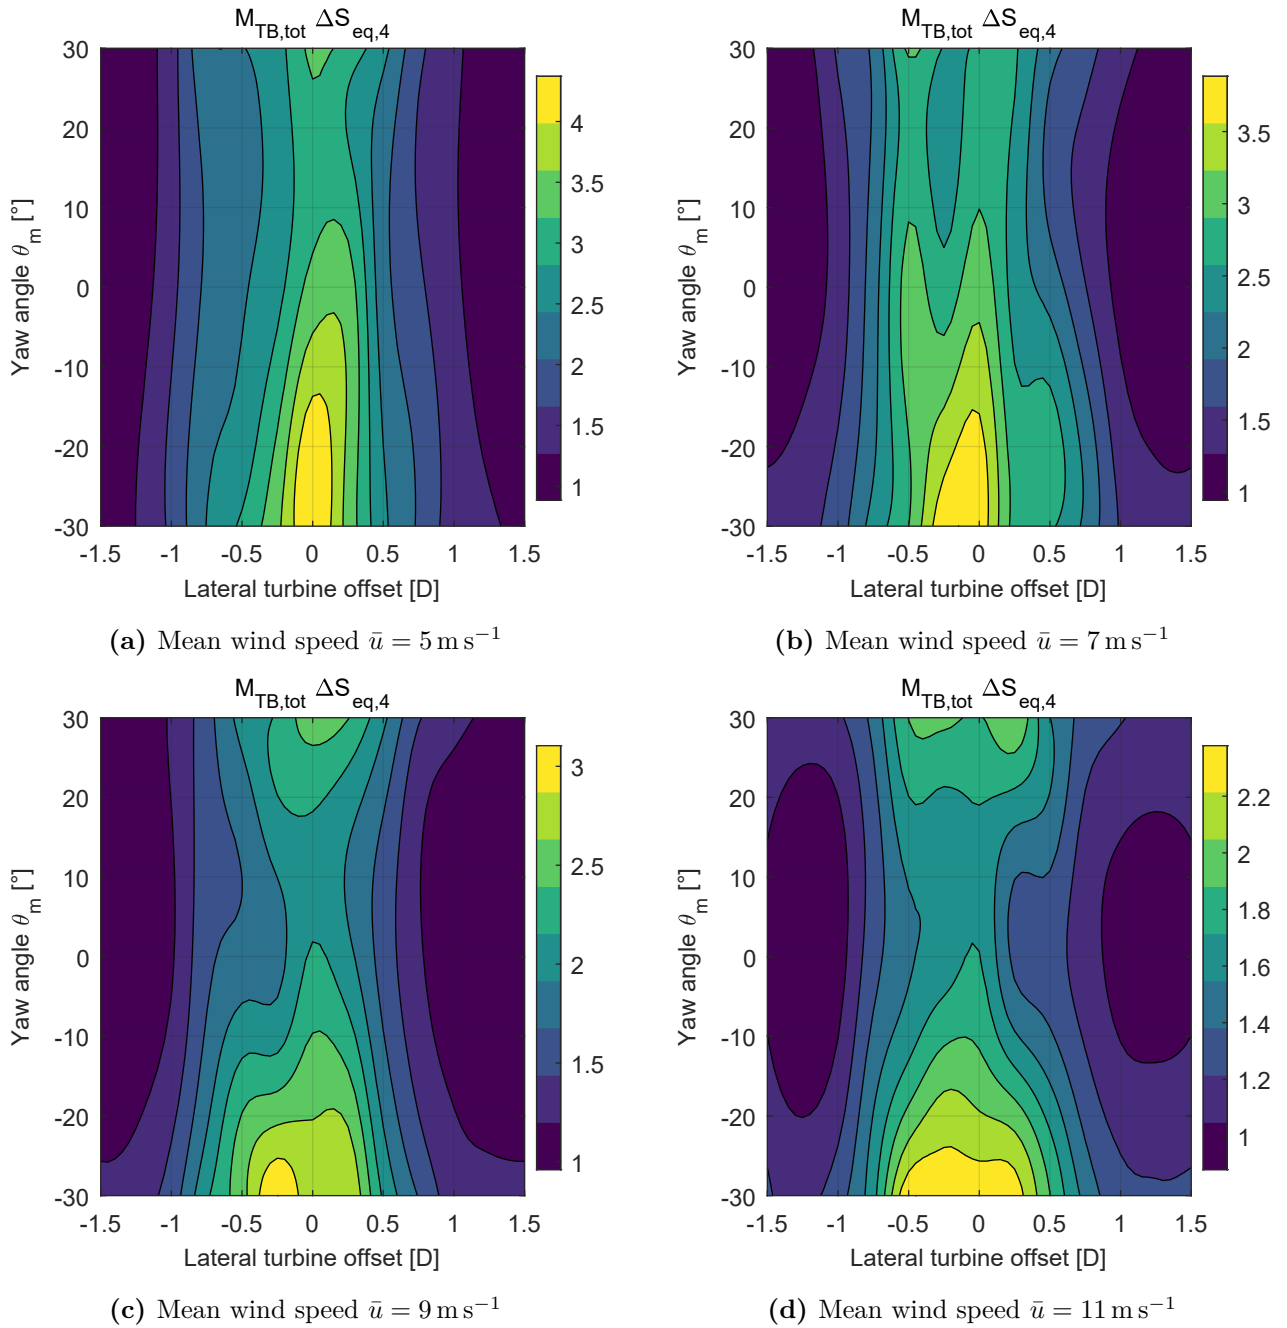 M_TB,tot ΔS_eq,4
M_TB,tot ΔS_eq,4
30
20
10
0
-10
-20
-30
Yaw angle θ_m [°]
-1.5 -1 -0.5 0 0.5 1 1.5
Lateral turbine offset [D]
4
3.5
3
2.5
2
1.5
1
30
20
10
0
-10
-20
-30
Yaw angle θ_m [°]
-1.5 -1 -0.5 0 0.5 1 1.5
Lateral turbine offset [D]
3.5
3
2.5
2
1.5
1
(a) Mean wind speed ū = 5 m s⁻¹
(b) Mean wind speed ū = 7 m s⁻¹
M_TB,tot ΔS_eq,4
M_TB,tot ΔS_eq,4
30
20
10
0
-10
-20
-30
Yaw angle θ_m [°]
-1.5 -1 -0.5 0 0.5 1 1.5
Lateral turbine offset [D]
3
2.5
2
1.5
1
30
20
10
0
-10
-20
-30
Yaw angle θ_m [°]
-1.5 -1 -0.5 0 0.5 1 1.5
Lateral turbine offset [D]
2.2
2
1.8
1.6
1.4
1.2
1
(c) Mean wind speed ū = 9 m s⁻¹
(d) Mean wind speed ū = 11 m s⁻¹